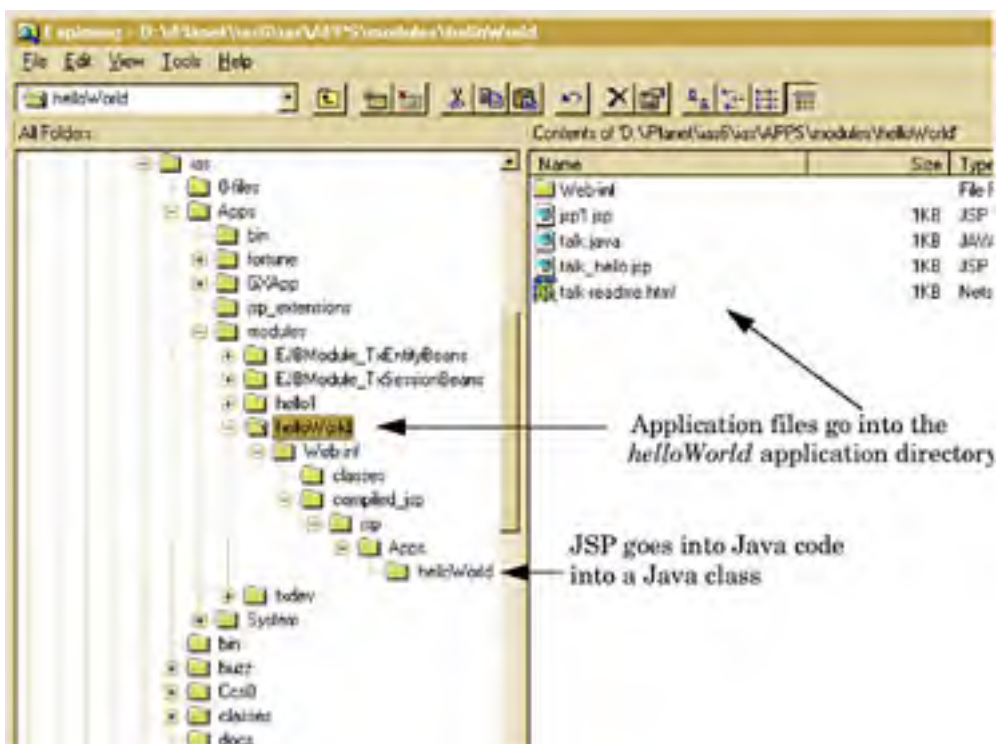 Exploring - D:\iPlanet\ias6\ias\APPS\modules\helloWorld
File Edit View Tools Help
helloWorld
All Folders
Contents of 'D:\iPlanet\ias6\ias\APPS\modules\helloWorld'
Name Size Type
ias
Apps
bin
fortune
GXApp
jsp_extensions
modules
EJBModule_TxEntityBeans
EJBModule_TxSessionBeans
hello1
helloWorld
Web-inf
classes
compiled_jsp
jsp
Apps
helloWorld
txdev
System
bin
classes
docs
Web-inf File F
jsp1.jsp 1KB JSP
talk.java 1KB JAVA
talk_hello.jsp 1KB JSP
talk-readme.html 1KB Nets
Application files go into the
helloWorld application directory
JSP goes into Java code
into a Java class